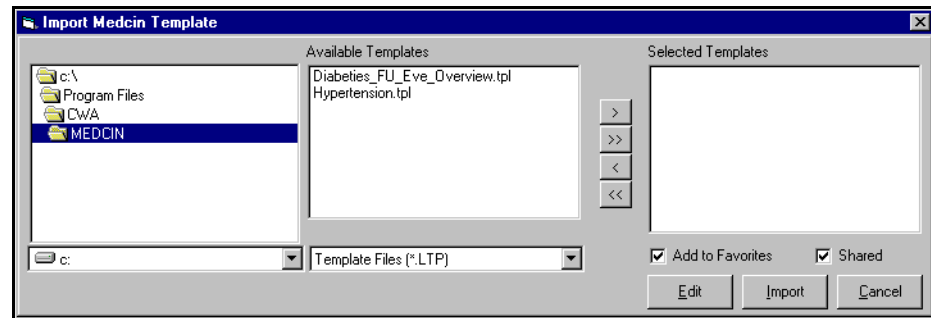 Import Medcin Template
Available Templates
Selected Templates
c:\
Program Files
CWA
MEDCIN
Diabeties_FU_Eve_Overview.tpl
Hypertension.tpl
>
>>
<
<<
c:
Template Files (*.LTP)
Add to Favorites
Shared
Edit
Import
Cancel